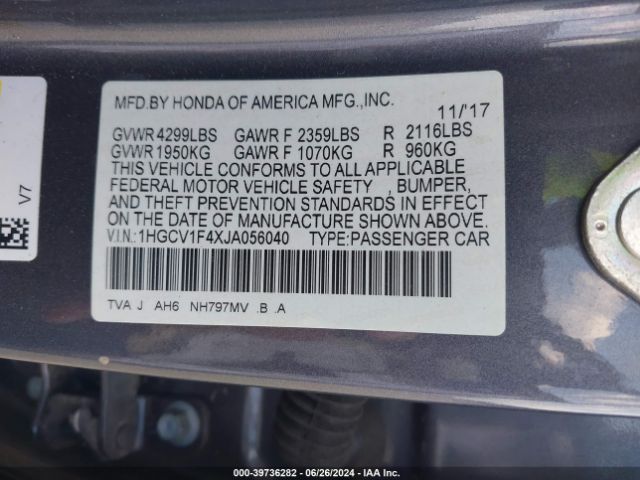 MFD.BY HONDA OF AMERICA MFG.,INC.
11/'17
GVWR 4299LBS GAWR F 2359LBS R 2116LBS
GVWR 1950KG GAWR F 1070KG R 960KG
THIS VEHICLE CONFORMS TO ALL APPLICABLE
FEDERAL MOTOR VEHICLE SAFETY , BUMPER,
AND THEFT PREVENTION STANDARDS IN EFFECT
ON THE DATE OF MANUFACTURE SHOWN ABOVE.
V.I.N.:1HGCV1F4XJA056040 TYPE:PASSENGER CAR
TVA J AH6 NH797MV .B .A
V7
000-39736282 / 06/26/2024 - IAA Inc.